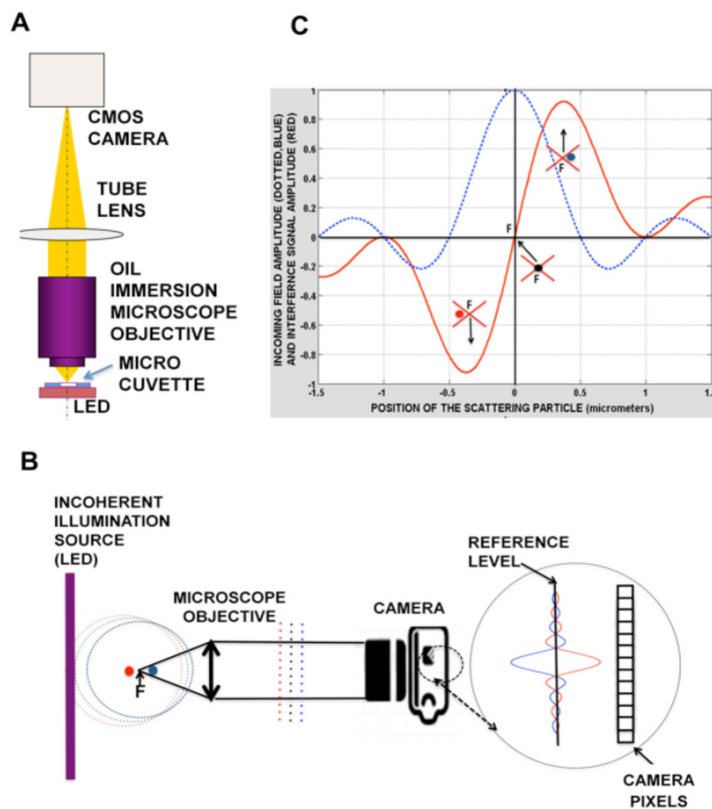 A
CMOS
CAMERA
TUBE
LENS
OIL
IMMERSION
MICROSCOPE
OBJECTIVE
MICRO
CUVETTE
LED
C
INCOMING FIELD AMPLITUDE (DOTTED,BLUE)
AND INTERFERNCE SIGNAL AMPLITUDE (RED)
1
0.8
0.6
0.4
0.2
0
-0.2
-0.4
-0.6
-0.8
-1
F
F
F
F
-1.5
-1
-0.5
0
0.5
1
1.5
POSITION OF THE SCATTERING PARTICLE (micrometers)
B
INCOHERENT
ILLUMINATION
SOURCE
(LED)
MICROSCOPE
OBJECTIVE
CAMERA
REFERENCE
LEVEL
F
CAMERA
PIXELS